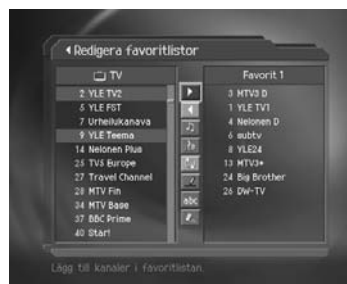 Redigera favoritlistor
TV
2 YLE TV2
5 YLE FST
7 Urheilukanava
9 YLE Teema
14 Nelonen Plus
25 TV5 Europe
27 Travel Channel
28 MTV Fin
34 MTV Base
37 BBC Prime
40 Star!
abc
Favorit 1
3 MTV3 D
1 YLE TV1
4 Nelonen D
6 subtv
8 YLE24
13 MTV3+
24 Big Brother
26 DW-TV
Lägg till kanaler i favoritlistan.